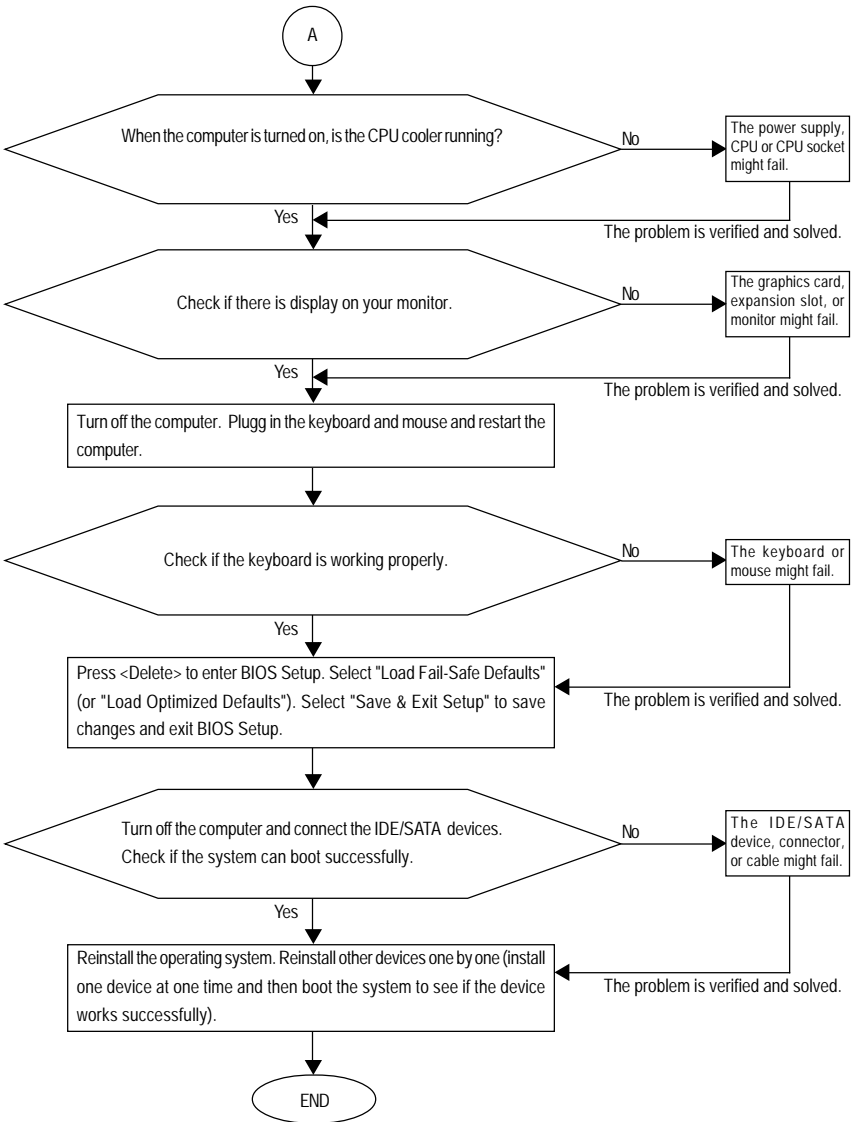 A
When the computer is turned on, is the CPU cooler running?
No
The power supply,
CPU or CPU socket
might fail.
Yes
The problem is verified and solved.
Check if there is display on your monitor.
No
The graphics card,
expansion slot, or
monitor might fail.
Yes
The problem is verified and solved.
Turn off the computer. Plugg in the keyboard and mouse and restart the
computer.
Check if the keyboard is working properly.
No
The keyboard or
mouse might fail.
Yes
Press <Delete> to enter BIOS Setup. Select "Load Fail-Safe Defaults"
(or "Load Optimized Defaults"). Select "Save & Exit Setup" to save
changes and exit BIOS Setup.
The problem is verified and solved.
Turn off the computer and connect the IDE/SATA devices.
Check if the system can boot successfully.
No
The IDE/SATA
device, connector,
or cable might fail.
Yes
Reinstall the operating system. Reinstall other devices one by one (install
one device at one time and then boot the system to see if the device
works successfully).
The problem is verified and solved.
END